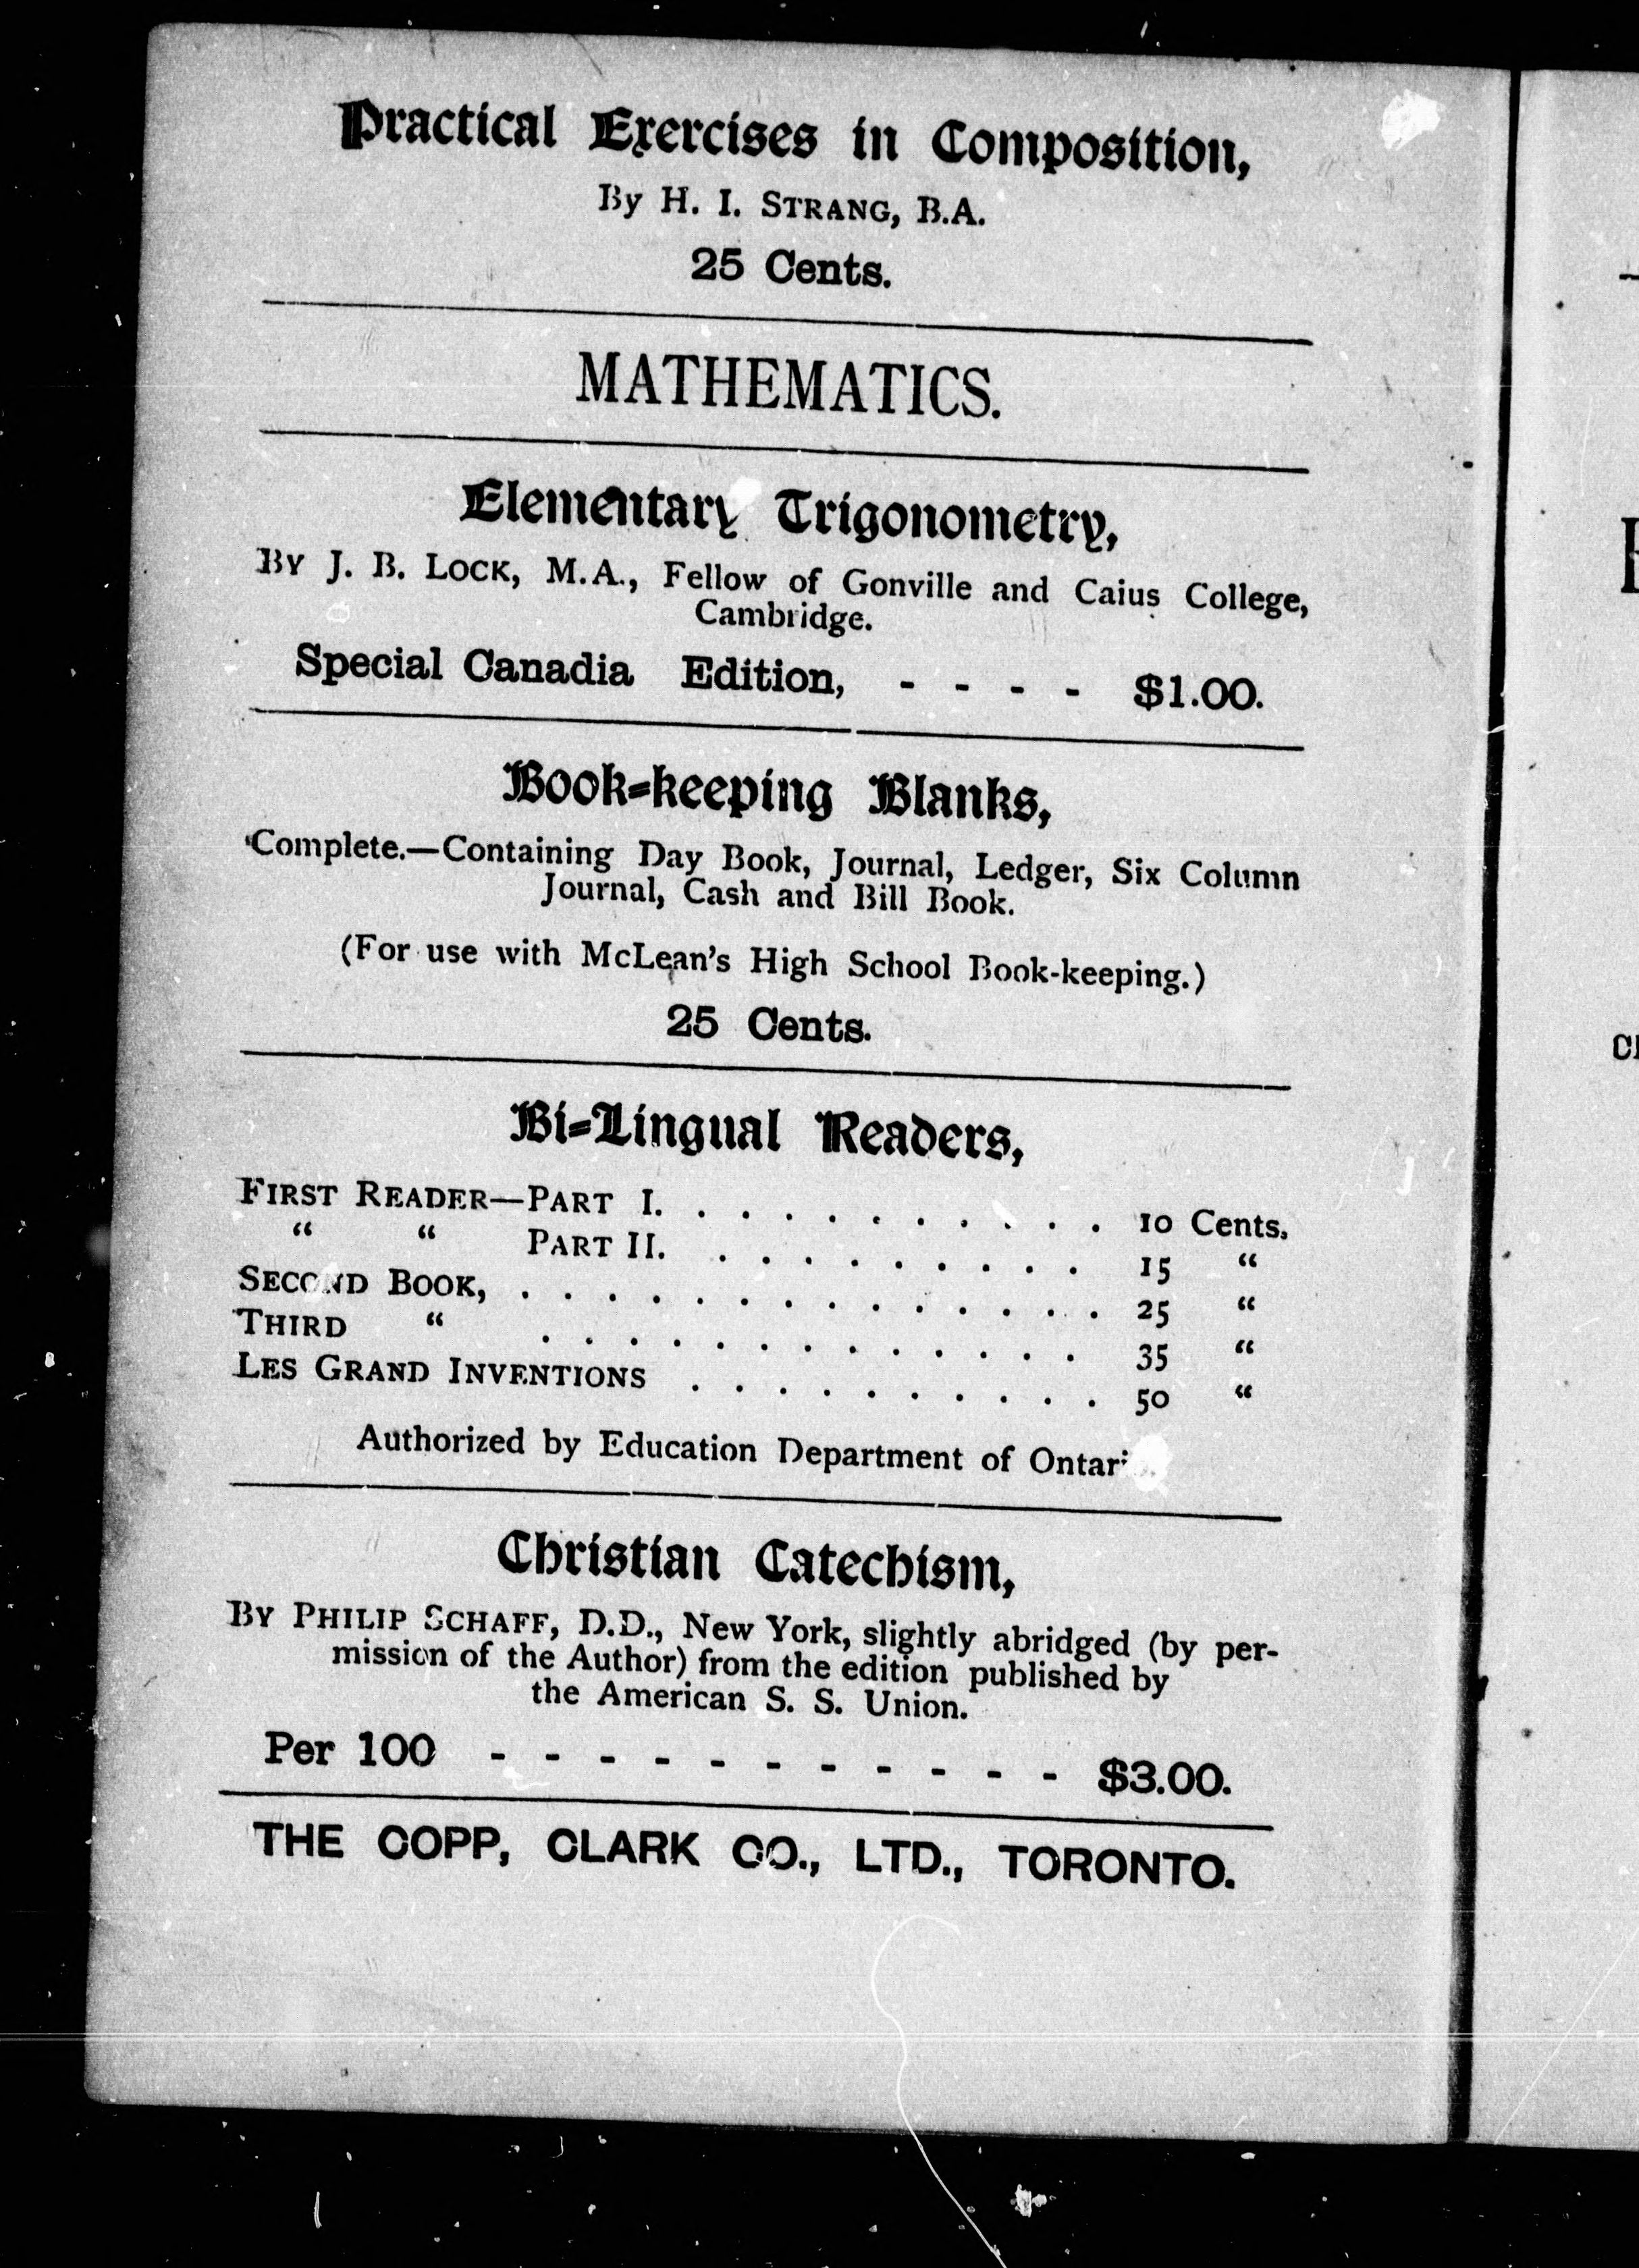 Practical Exercises in Composition,
By H. I. STRANG, B.A.
25 Cents.
MATHEMATICS.
Elementary Trigonometry,
BY J. B. LOCK, M.A., Fellow of Gonville and Caius College,
Cambridge.
Special Canadia Edition, - - - - $1.00.
Book-keeping Blanks,
Complete.—Containing Day Book, Journal, Ledger, Six Column
Journal, Cash and Bill Book.
(For use with McLean's High School Book-keeping.)
25 Cents.
Bi-Lingual Readers,
FIRST READER—PART I. . . . . . . . . . . . 10 Cents.
“ “ PART II. . . . . . . . . . 15 “
SECOND BOOK, . . . . . . . . . . . . . . 25 “
THIRD “ . . . . . . . . . . . . . 35 “
LES GRAND INVENTIONS . . . . . . . . . . 50 “
Authorized by Education Department of Ontario.
Christian Catechism,
BY PHILIP SCHAFF, D.D., New York, slightly abridged (by per-
mission of the Author) from the edition published by
the American S. S. Union.
Per 100 - - - - - - - - - - - $3.00.
THE COPP, CLARK CO., LTD., TORONTO.